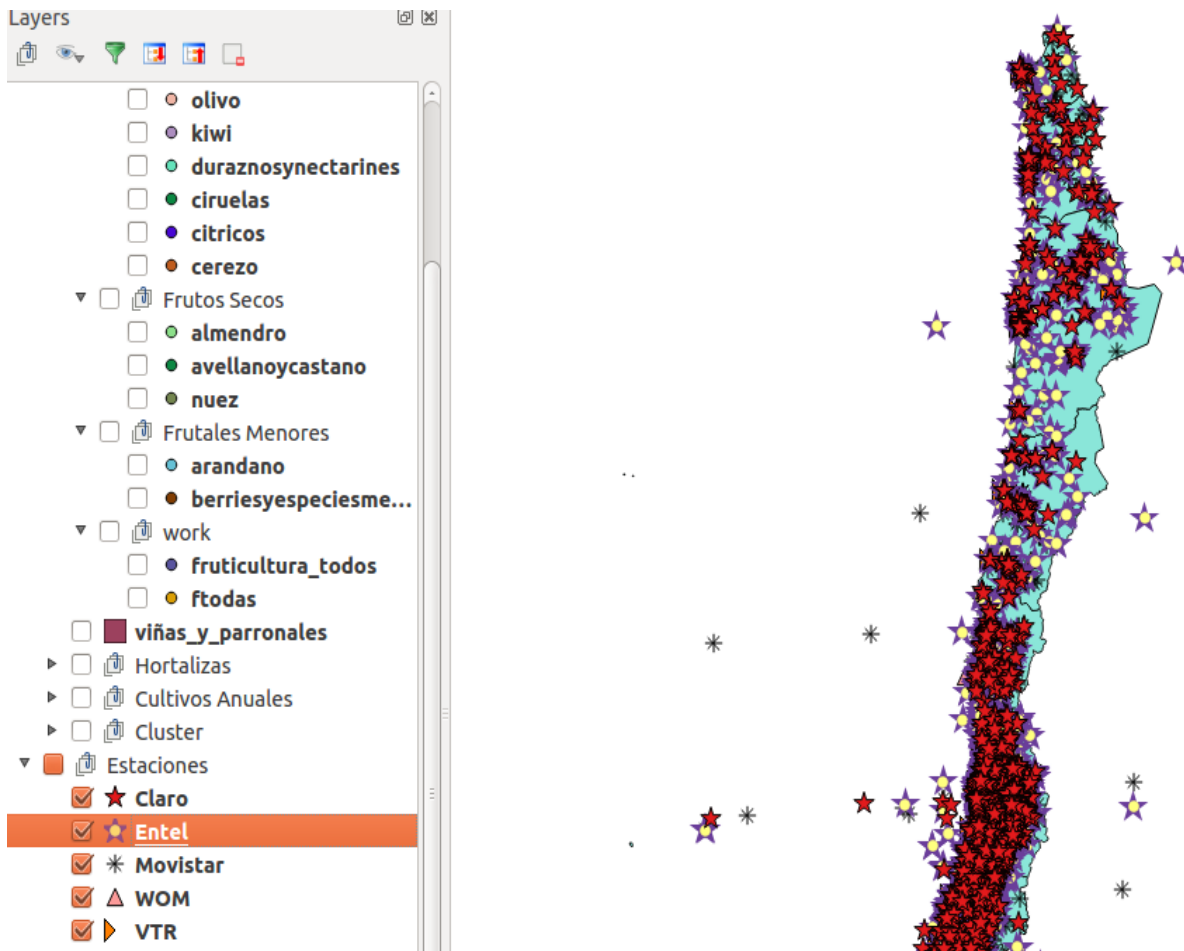 Layers
olivo
kiwi
duraznosynectarines
ciruelas
citricos
cerezo
Frutos Secos
almendro
avellanoycastano
nuez
Frutales Menores
arandano
berriesyespeciesme...
work
fruticultura_todos
ftodas
viñas_y_parronales
Hortalizas
Cultivos Anuales
Cluster
Estaciones
Claro
Entel
Movistar
WOM
VTR